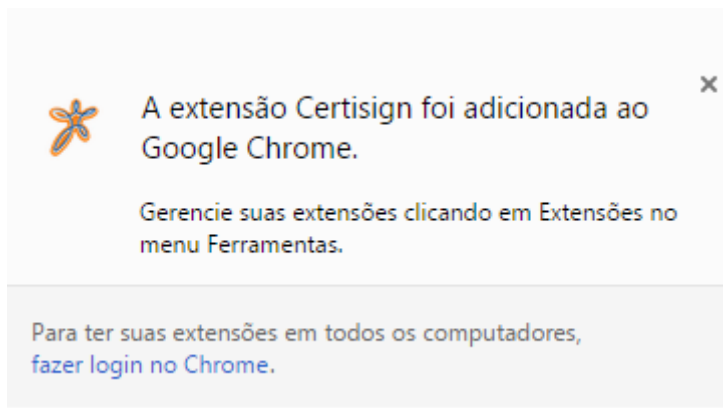 A extensão Certisign foi adicionada ao
Google Chrome.
Gerencie suas extensões clicando em Extensões no
menu Ferramentas.
Para ter suas extensões em todos os computadores,
fazer login no Chrome.